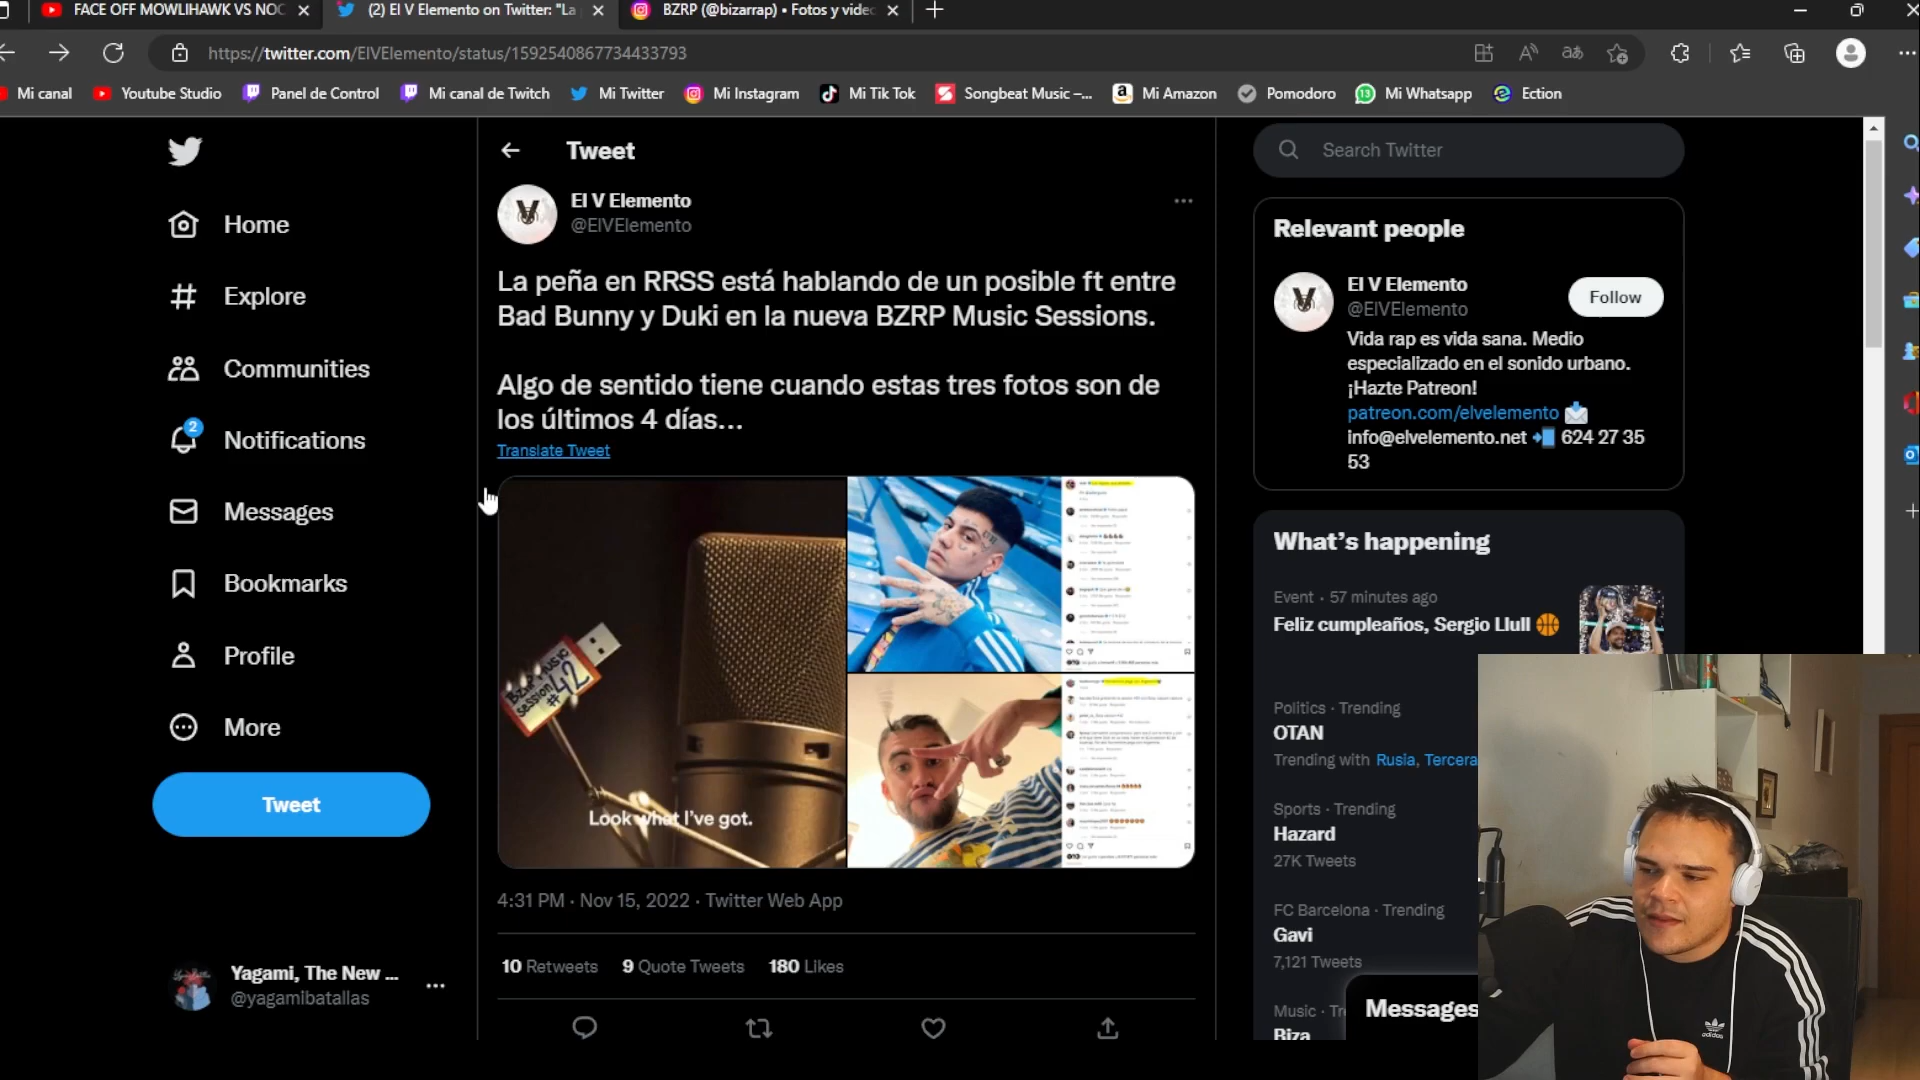 FACE OFF MOWLIHAWK VS NOC
(2) El V Elemento on Twitter: "La
BZRP (@bizarrap) • Fotos y vide
https://twitter.com/ElVElemento/status/1592540867734433793
Mi canal
Youtube Studio
Panel de Control
Mi canal de Twitch
Mi Twitter
Mi Instagram
Mi Tik Tok
Songbeat Music –...
Mi Amazon
Pomodoro
Mi Whatsapp
Ection
Home
Explore
Communities
2
Notifications
Messages
Bookmarks
Profile
More
Tweet
Yagami, The New ...
@yagamibatallas
Tweet
El V Elemento
@ElVElemento
La peña en RRSS está hablando de un posible ft entre
Bad Bunny y Duki en la nueva BZRP Music Sessions.
Algo de sentido tiene cuando estas tres fotos son de
los últimos 4 días...
Translate Tweet
BZRP MUSIC
Session
#42
Look what I've got.
4:31 PM · Nov 15, 2022 · Twitter Web App
10 Retweets 9 Quote Tweets 180 Likes
Search Twitter
Relevant people
El V Elemento
@ElVElemento
Follow
Vida rap es vida sana. Medio
especializado en el sonido urbano.
¡Hazte Patreon!
patreon.com/elvelemento
info@elvelemento.net 624 27 35
53
What's happening
Event · 57 minutes ago
Feliz cumpleaños, Sergio Llull
Politics · Trending
OTAN
Trending with Rusia, Tercera
Sports · Trending
Hazard
27K Tweets
FC Barcelona · Trending
Gavi
7,121 Tweets
Music · Tr
Biza
Messages
adidas